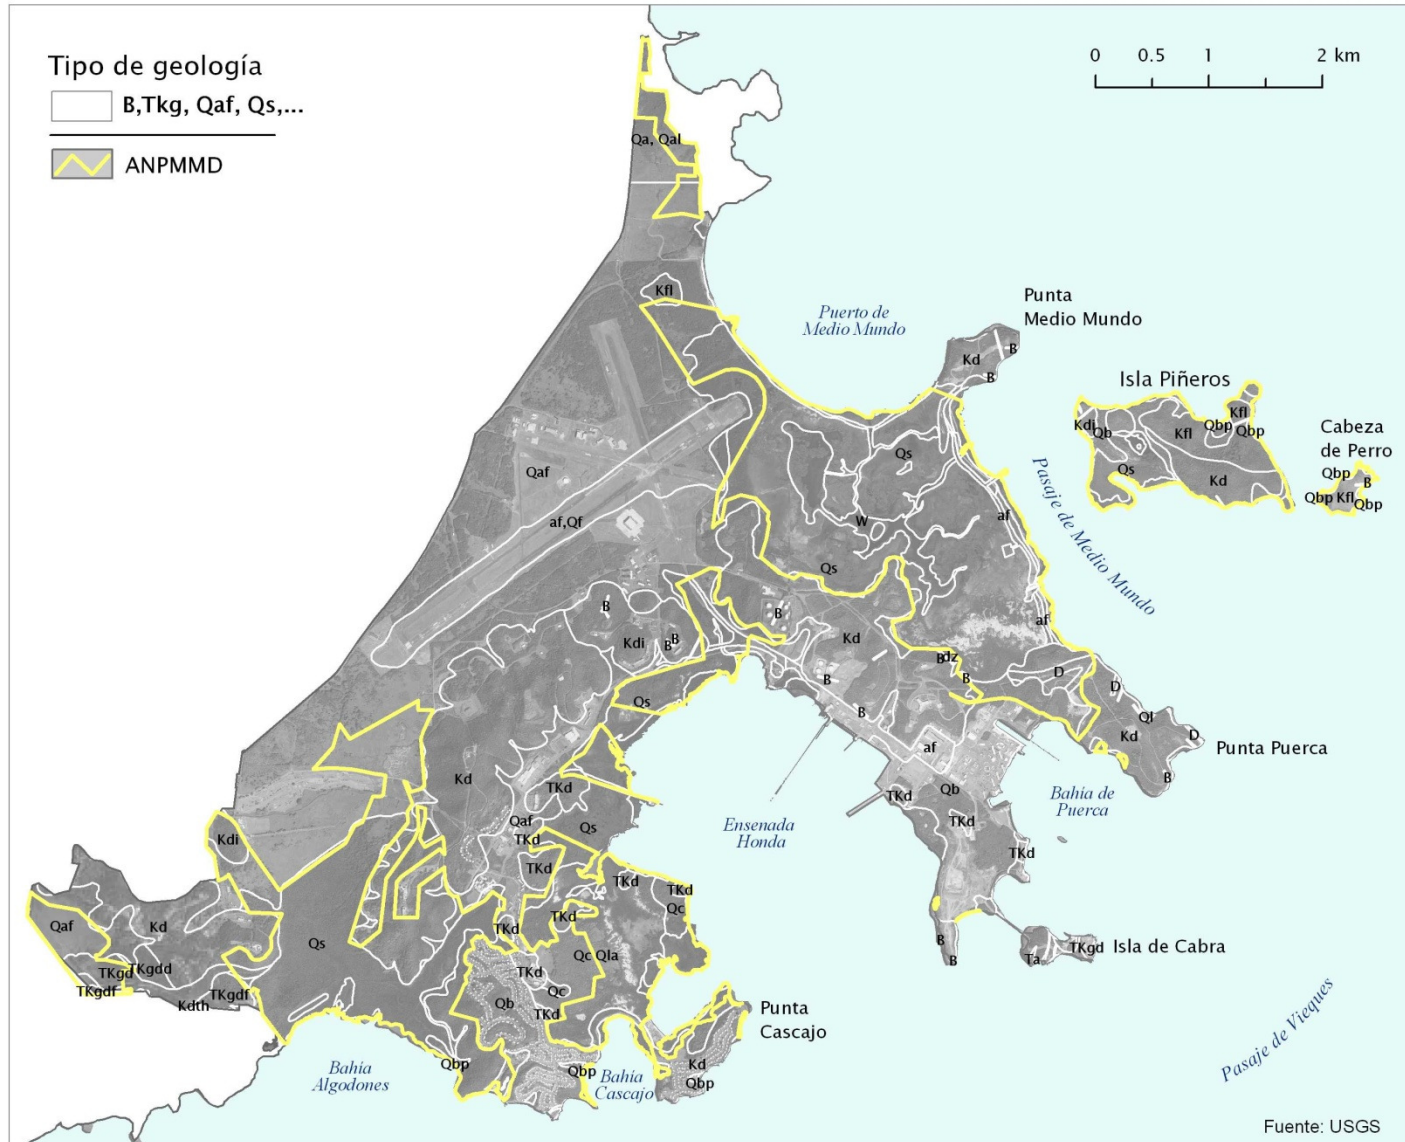 Tipo de geología
B,Tkg, Qaf, Qs,...
ANPMMD
0 0.5 1 2 km
Qa, Qal
Kfl
Puerto de
Medio Mundo
Punta
Medio Mundo
B
Kd
B
Isla Piñeros
Kfl
Kdi
Qb
Kfl
Qbp
Qbp
Qs
Kd
Cabeza
de Perro
Qbp
B
Qbp
Kfl
Qbp
Qaf
Qs
Pasaje de Medio Mundo
af,Qf
W
af
Qs
B
B
Kdi
B
B
Kd
af
B
dz
B
D
B
D
Qs
B
Ql
Kd
D
Punta Puerca
af
B
Kd
TKd
TKd
Qb
Bahía de
Puerca
Qaf
TKd
Qs
Ensenada
Honda
TKd
Kdi
TKd
TKd
TKd
TKd
Qc
Qaf
Kd
TKd
TKd
Qs
B
Isla de Cabra
TKgd
Ta
B
Qc Qla
TKgd
TKgdd
TKd
TKgdf
TKgdf
Kdth
Qc
Qb
TKd
Punta
Cascajo
Pasaje de Vieques
Qbp
Bahía
Algodones
Qbp
Bahía
Cascajo
Kd
Qbp
Fuente: USGS